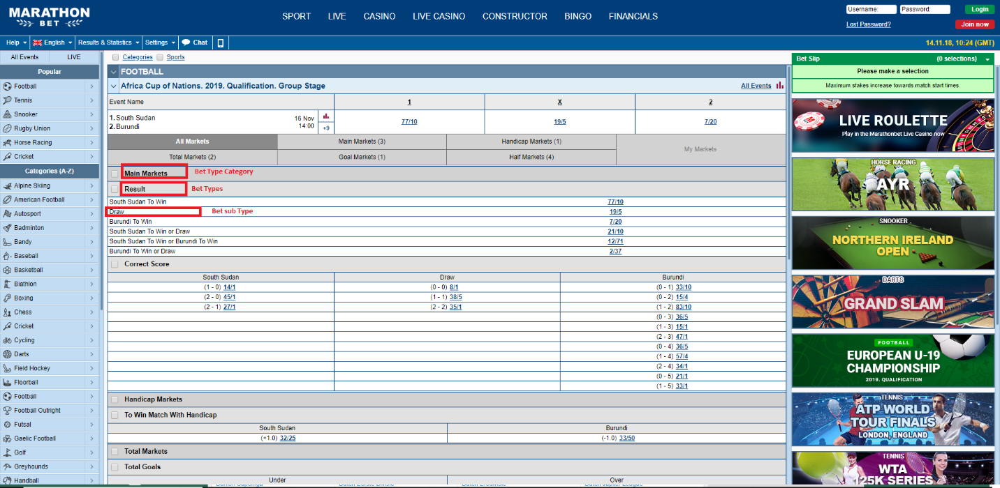 MARATHON
BET
SPORT LIVE CASINO LIVE CASINO CONSTRUCTOR BINGO FINANCIALS
Username: Password: Login
Lost Password? Join now
Help English Results & Statistics Settings Chat
14.11.18, 10:24 (GMT)
All Events LIVE
Popular
Football
Tennis
Snooker
Rugby Union
Horse Racing
Cricket
Categories (A-Z)
Alpine Skiing
American Football
Autosport
Badminton
Bandy
Baseball
Basketball
Biathlon
Boxing
Chess
Cricket
Cycling
Darts
Field Hockey
Floorball
Football
Football Outright
Futsal
Gaelic Football
Golf
Greyhounds
Handball
Categories Sports
FOOTBALL
Africa Cup of Nations. 2019. Qualification. Group Stage All Events
Event Name 1 X 2
1. South Sudan 16 Nov
2. Burundi 14:00 +9 77/10 19/5 7/20
All Markets Main Markets (3) Handicap Markets (1) My Markets
Total Markets (2) Goal Markets (1) Half Markets (4)
Main Markets Bet Type Category
Result Bet Types
South Sudan To Win 77/10
Draw Bet sub Type 19/5
Burundi To Win 7/20
South Sudan To Win or Draw 21/10
South Sudan To Win or Burundi To Win 12/71
Burundi To Win or Draw 2/37
Correct Score
South Sudan Draw Burundi
(1 - 0) 14/1 (0 - 0) 8/1 (0 - 1) 33/10
(2 - 0) 45/1 (1 - 1) 38/5 (0 - 2) 15/4
(2 - 1) 27/1 (2 - 2) 35/1 (1 - 2) 83/10
(0 - 3) 36/5
(1 - 3) 15/1
(2 - 3) 47/1
(0 - 4) 36/5
(1 - 4) 57/4
(2 - 4) 34/1
(0 - 5) 21/1
(1 - 5) 33/1
Handicap Markets
To Win Match With Handicap
South Sudan Burundi
(+1.0) 32/25 (-1.0) 33/50
Total Markets
Total Goals
Under Over
Bet Slip (0 selections)
Please make a selection
Maximum stakes increase towards match start times.
LIVE ROULETTE
Play in the Marathonbet Live Casino now
HORSE RACING
AYR
SNOOKER
NORTHERN IRELAND
OPEN
DARTS
GRAND SLAM
FOOTBALL
EUROPEAN U-19
CHAMPIONSHIP
2019. QUALIFICATION
TENNIS
ATP WORLD
TOUR FINALS
LONDON, ENGLAND
TENNIS
WTA
125K SERIES